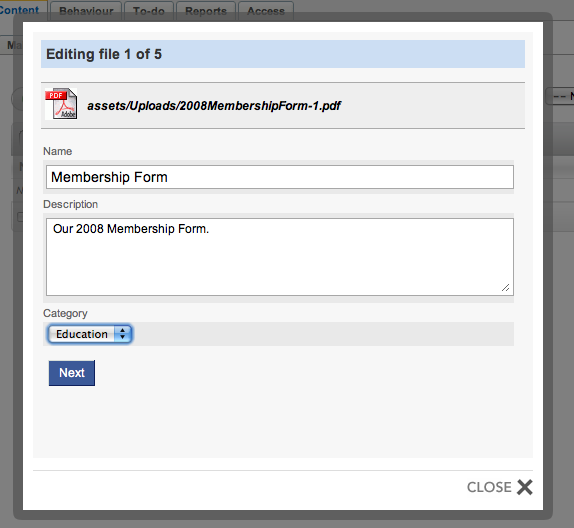 Content Behaviour To-do Reports Access
Editing file 1 of 5
PDF
Adobe
assets/Uploads/2008MembershipForm-1.pdf
Name
Membership Form
Description
Our 2008 Membership Form.
Category
Education
Next
CLOSE